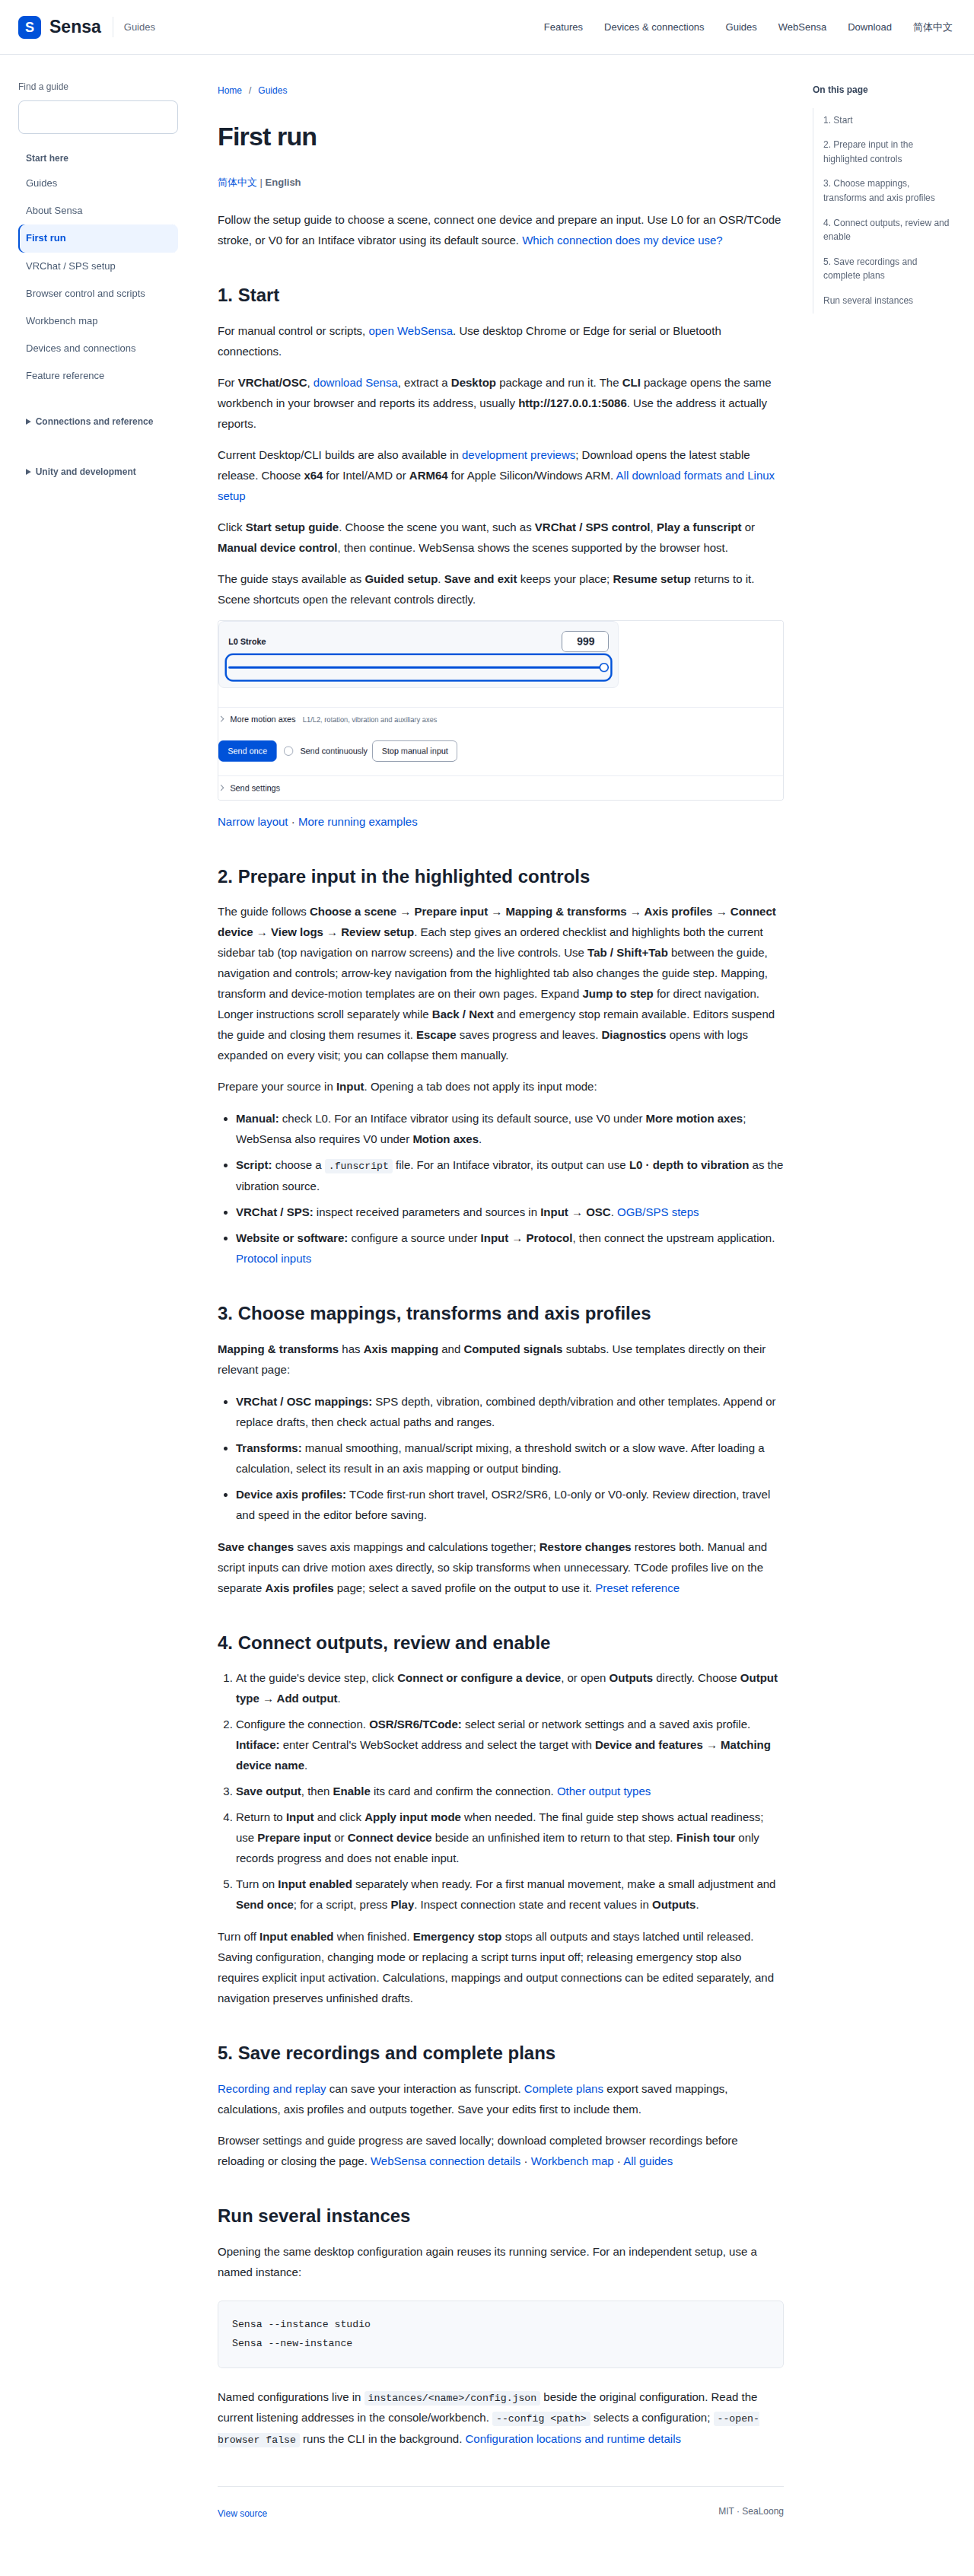 S Sensa Guides Features Devices & connections Guides WebSensa Download 简体中文
Find a guide
Start here
Guides
About Sensa
First run
VRChat / SPS setup
Browser control and scripts
Workbench map
Devices and connections
Feature reference
Connections and reference
Unity and development
Home / Guides
First run
简体中文 | English
Follow the setup guide to choose a scene, connect one device and prepare an input. Use L0 for an OSR/TCode
stroke, or V0 for an Intiface vibrator using its default source. Which connection does my device use?
1. Start
For manual control or scripts, open WebSensa. Use desktop Chrome or Edge for serial or Bluetooth
connections.
For VRChat/OSC, download Sensa, extract a Desktop package and run it. The CLI package opens the same
workbench in your browser and reports its address, usually http://127.0.0.1:5086. Use the address it actually
reports.
Current Desktop/CLI builds are also available in development previews; Download opens the latest stable
release. Choose x64 for Intel/AMD or ARM64 for Apple Silicon/Windows ARM. All download formats and Linux
setup
Click Start setup guide. Choose the scene you want, such as VRChat / SPS control, Play a funscript or
Manual device control, then continue. WebSensa shows the scenes supported by the browser host.
The guide stays available as Guided setup. Save and exit keeps your place; Resume setup returns to it.
Scene shortcuts open the relevant controls directly.
L0 Stroke 999
More motion axes L1/L2, rotation, vibration and auxiliary axes
Send once Send continuously Stop manual input
Send settings
Narrow layout · More running examples
2. Prepare input in the highlighted controls
The guide follows Choose a scene → Prepare input → Mapping & transforms → Axis profiles → Connect
device → View logs → Review setup. Each step gives an ordered checklist and highlights both the current
sidebar tab (top navigation on narrow screens) and the live controls. Use Tab / Shift+Tab between the guide,
navigation and controls; arrow-key navigation from the highlighted tab also changes the guide step. Mapping,
transform and device-motion templates are on their own pages. Expand Jump to step for direct navigation.
Longer instructions scroll separately while Back / Next and emergency stop remain available. Editors suspend
the guide and closing them resumes it. Escape saves progress and leaves. Diagnostics opens with logs
expanded on every visit; you can collapse them manually.
Prepare your source in Input. Opening a tab does not apply its input mode:
• Manual: check L0. For an Intiface vibrator using its default source, use V0 under More motion axes;
WebSensa also requires V0 under Motion axes.
• Script: choose a .funscript file. For an Intiface vibrator, its output can use L0 · depth to vibration as the
vibration source.
• VRChat / SPS: inspect received parameters and sources in Input → OSC. OGB/SPS steps
• Website or software: configure a source under Input → Protocol, then connect the upstream application.
Protocol inputs
3. Choose mappings, transforms and axis profiles
Mapping & transforms has Axis mapping and Computed signals subtabs. Use templates directly on their
relevant page:
• VRChat / OSC mappings: SPS depth, vibration, combined depth/vibration and other templates. Append or
replace drafts, then check actual paths and ranges.
• Transforms: manual smoothing, manual/script mixing, a threshold switch or a slow wave. After loading a
calculation, select its result in an axis mapping or output binding.
• Device axis profiles: TCode first-run short travel, OSR2/SR6, L0-only or V0-only. Review direction, travel
and speed in the editor before saving.
Save changes saves axis mappings and calculations together; Restore changes restores both. Manual and
script inputs can drive motion axes directly, so skip transforms when unnecessary. TCode profiles live on the
separate Axis profiles page; select a saved profile on the output to use it. Preset reference
4. Connect outputs, review and enable
1. At the guide's device step, click Connect or configure a device, or open Outputs directly. Choose Output
type → Add output.
2. Configure the connection. OSR/SR6/TCode: select serial or network settings and a saved axis profile.
Intiface: enter Central's WebSocket address and select the target with Device and features → Matching
device name.
3. Save output, then Enable its card and confirm the connection. Other output types
4. Return to Input and click Apply input mode when needed. The final guide step shows actual readiness;
use Prepare input or Connect device beside an unfinished item to return to that step. Finish tour only
records progress and does not enable input.
5. Turn on Input enabled separately when ready. For a first manual movement, make a small adjustment and
Send once; for a script, press Play. Inspect connection state and recent values in Outputs.
Turn off Input enabled when finished. Emergency stop stops all outputs and stays latched until released.
Saving configuration, changing mode or replacing a script turns input off; releasing emergency stop also
requires explicit input activation. Calculations, mappings and output connections can be edited separately, and
navigation preserves unfinished drafts.
5. Save recordings and complete plans
Recording and replay can save your interaction as funscript. Complete plans export saved mappings,
calculations, axis profiles and outputs together. Save your edits first to include them.
Browser settings and guide progress are saved locally; download completed browser recordings before
reloading or closing the page. WebSensa connection details · Workbench map · All guides
Run several instances
Opening the same desktop configuration again reuses its running service. For an independent setup, use a
named instance:
Sensa --instance studio
Sensa --new-instance
Named configurations live in instances/<name>/config.json beside the original configuration. Read the
current listening addresses in the console/workbench. --config <path> selects a configuration; --open-
browser false runs the CLI in the background. Configuration locations and runtime details
View source MIT · SeaLoong
On this page
1. Start
2. Prepare input in the
highlighted controls
3. Choose mappings,
transforms and axis profiles
4. Connect outputs, review and
enable
5. Save recordings and
complete plans
Run several instances